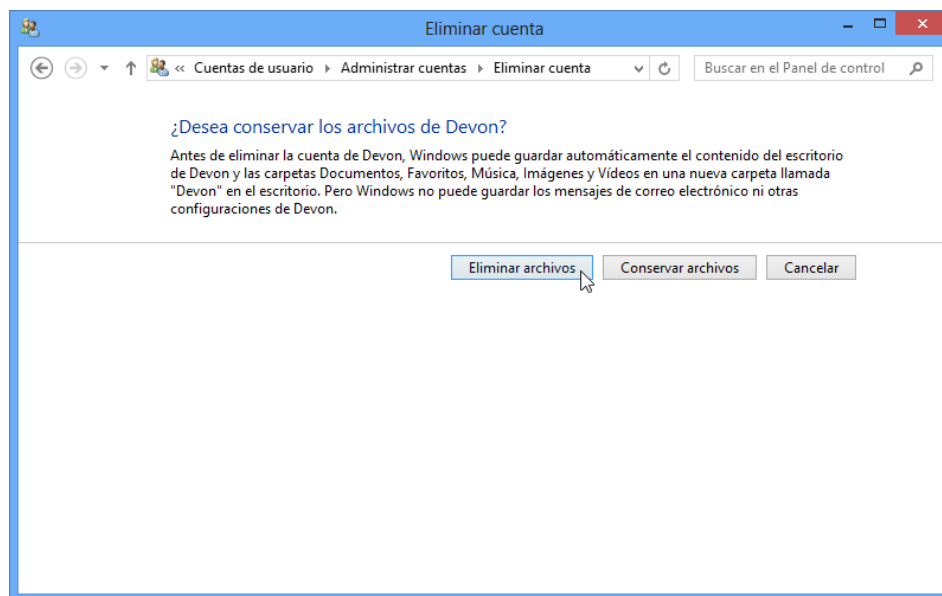 Eliminar cuenta
« Cuentas de usuario Administrar cuentas Eliminar cuenta
Buscar en el Panel de control
¿Desea conservar los archivos de Devon?
Antes de eliminar la cuenta de Devon, Windows puede guardar automáticamente el contenido del escritorio
de Devon y las carpetas Documentos, Favoritos, Música, Imágenes y Vídeos en una nueva carpeta llamada
"Devon" en el escritorio. Pero Windows no puede guardar los mensajes de correo electrónico ni otras
configuraciones de Devon.
Eliminar archivos Conservar archivos Cancelar